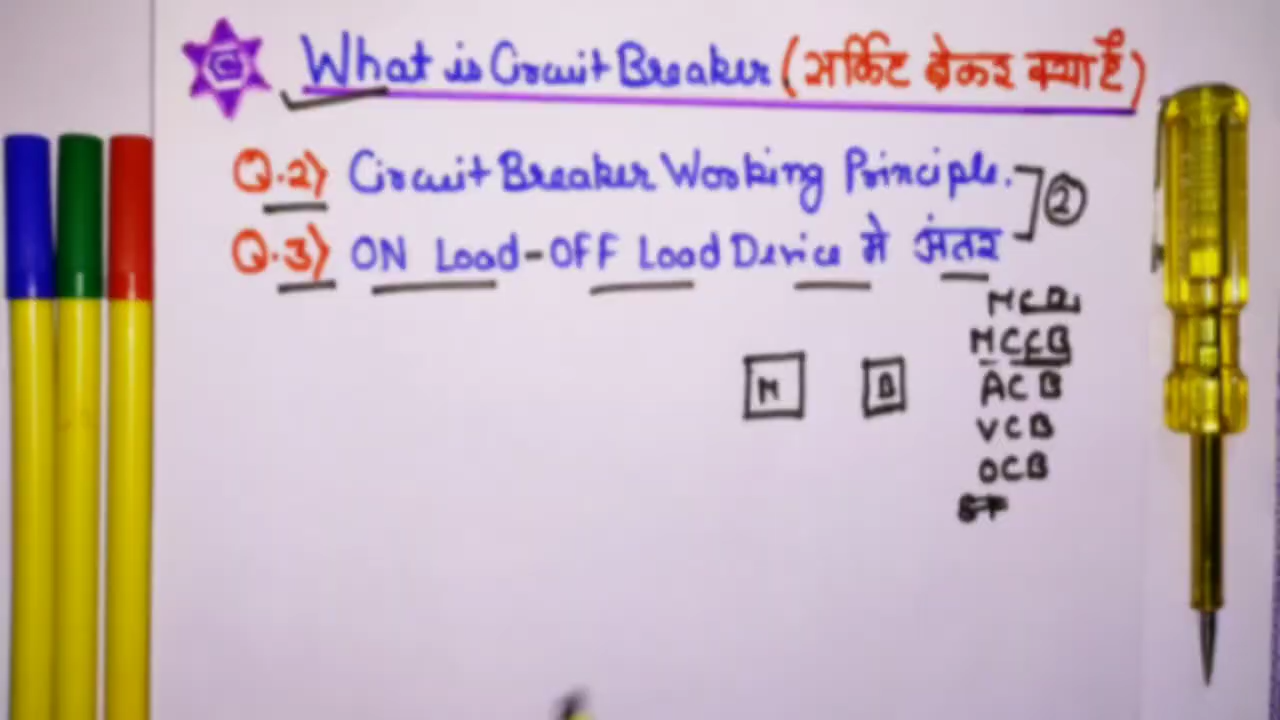 What is Circuit Breaker (सर्किट ब्रेकर क्या है)
Q.2) Circuit Breaker Working Principle.
②
Q.3) ON Load-OFF Load Device मे अंतर
MCB
MCCB
M B
ACB
VCB
OCB
SF